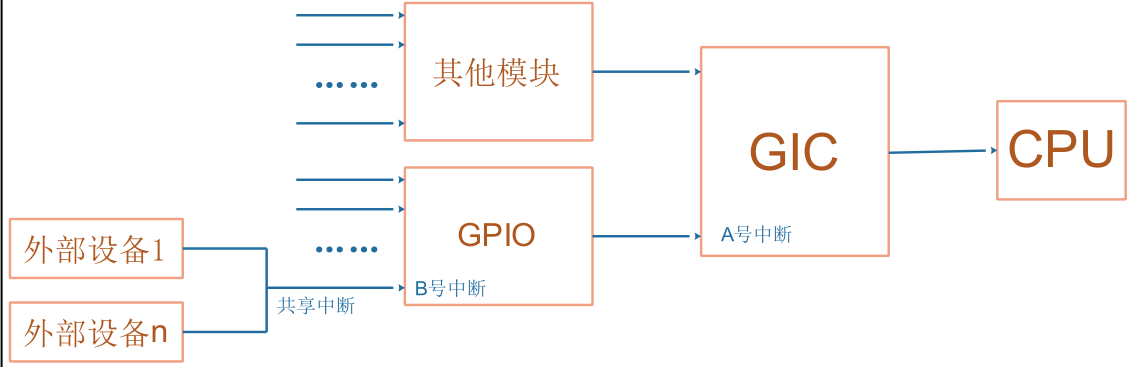 其他模块
GIC
CPU
GPIO
A号中断
外部设备1
B号中断
共享中断
外部设备n